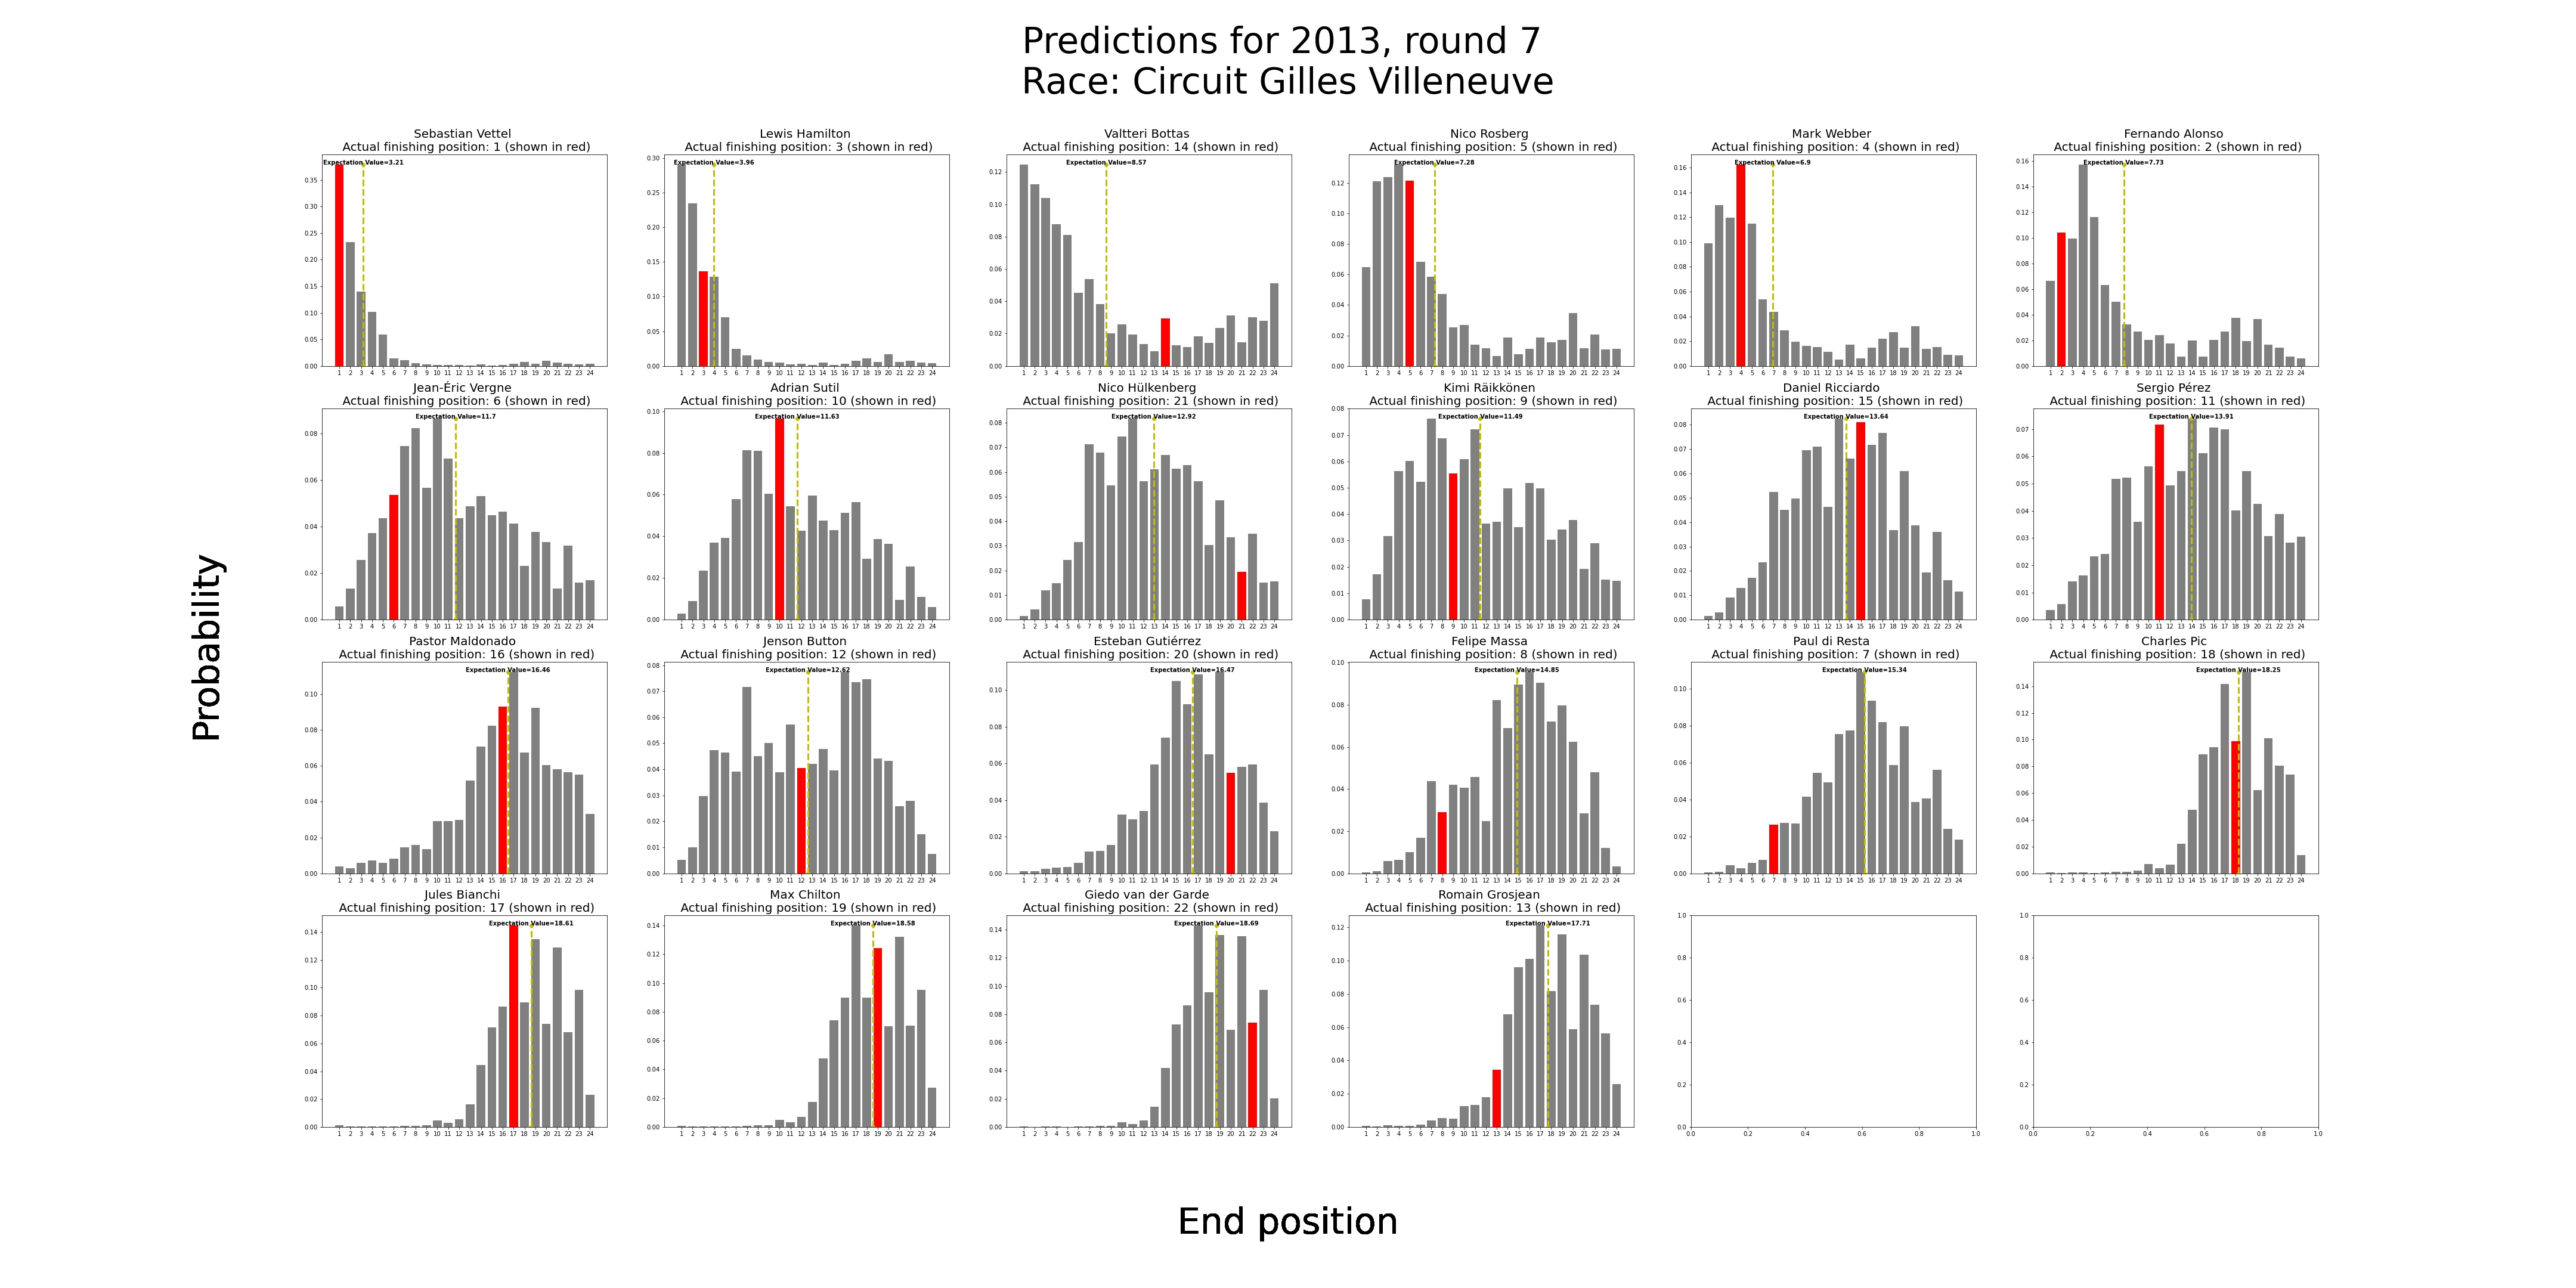 Predictions for 2013, round 7
Race: Circuit Gilles Villeneuve
Probability
Sebastian Vettel
Actual finishing position: 1 (shown in red)
Expectation Value=3.21
Lewis Hamilton
Actual finishing position: 3 (shown in red)
Expectation Value=3.96
Valtteri Bottas
Actual finishing position: 14 (shown in red)
Expectation Value=8.57
Nico Rosberg
Actual finishing position: 5 (shown in red)
Expectation Value=7.28
Mark Webber
Actual finishing position: 4 (shown in red)
Expectation Value=6.9
Fernando Alonso
Actual finishing position: 2 (shown in red)
Expectation Value=7.73
Jean-Éric Vergne
Actual finishing position: 6 (shown in red)
Expectation Value=11.7
Adrian Sutil
Actual finishing position: 10 (shown in red)
Expectation Value=11.63
Nico Hülkenberg
Actual finishing position: 21 (shown in red)
Expectation Value=12.92
Kimi Räikkönen
Actual finishing position: 9 (shown in red)
Expectation Value=11.49
Daniel Ricciardo
Actual finishing position: 15 (shown in red)
Expectation Value=13.64
Sergio Pérez
Actual finishing position: 11 (shown in red)
Expectation Value=13.91
Pastor Maldonado
Actual finishing position: 16 (shown in red)
Expectation Value=16.46
Jenson Button
Actual finishing position: 12 (shown in red)
Expectation Value=12.62
Esteban Gutiérrez
Actual finishing position: 20 (shown in red)
Expectation Value=16.47
Felipe Massa
Actual finishing position: 8 (shown in red)
Expectation Value=14.85
Paul di Resta
Actual finishing position: 7 (shown in red)
Expectation Value=15.34
Charles Pic
Actual finishing position: 18 (shown in red)
Expectation Value=18.25
Jules Bianchi
Actual finishing position: 17 (shown in red)
Expectation Value=18.61
Max Chilton
Actual finishing position: 19 (shown in red)
Expectation Value=18.58
Giedo van der Garde
Actual finishing position: 22 (shown in red)
Expectation Value=18.69
Romain Grosjean
Actual finishing position: 13 (shown in red)
Expectation Value=17.71
End position